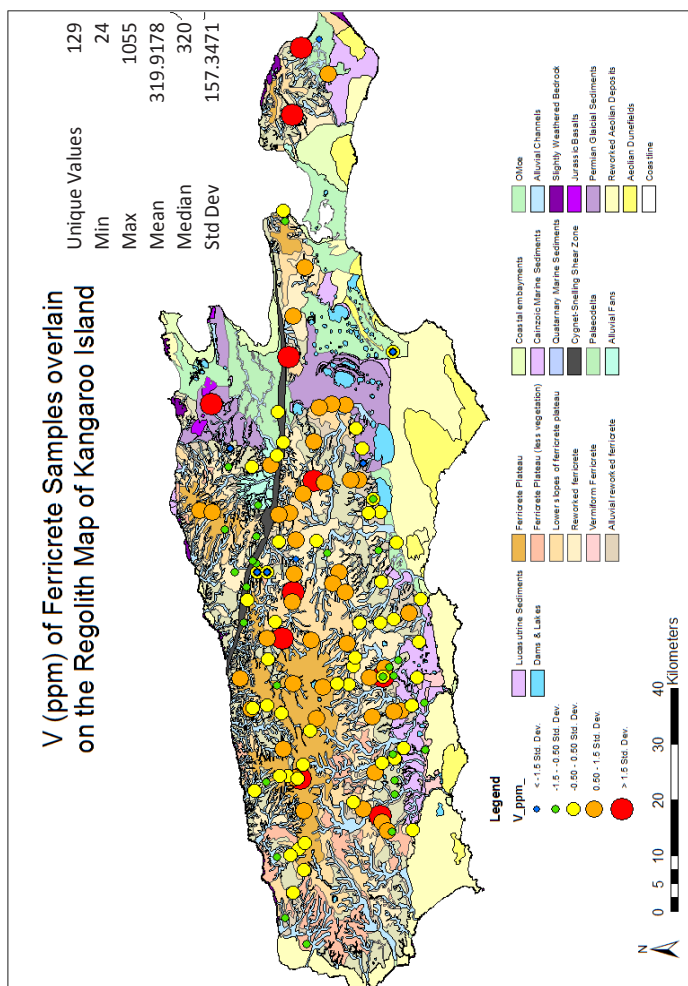 V (ppm) of Ferricrete Samples overlain
on the Regolith Map of Kangaroo Island
Unique Values 129
Min 24
Max 1055
Mean 319.9178
Median 320
Std Dev 157.3471
Legend
V_ppm_
< -1.5 Std. Dev.
-1.5 - -0.50 Std. Dev.
-0.50 - 0.50 Std. Dev.
0.50 - 1.5 Std. Dev.
> 1.5 Std. Dev.
Lucasutrine Sediments
Dams & Lakes
Ferricrete Plateau
Ferricrete Plateau (less vegetation)
Lower slopes of ferricrete plateau
Reworked ferricrete
Vermiform Ferricrete
Alluvial reworked ferricrete
Coastal embayments
Cainzoic Marine Sediments
Quatarnary Marine Sediments
Cygnet-Snelling Shear Zone
Palaeodelta
Alluvial Fans
OMoe
Alluvial Channels
Slightly Weathered Bedrock
Jurassic Basalts
Permian Glaicial Sediments
Reworked Aeolian Deposits
Aeolian Dunefields
Coastline
N
0 5 10 20 30 40
Kilometers